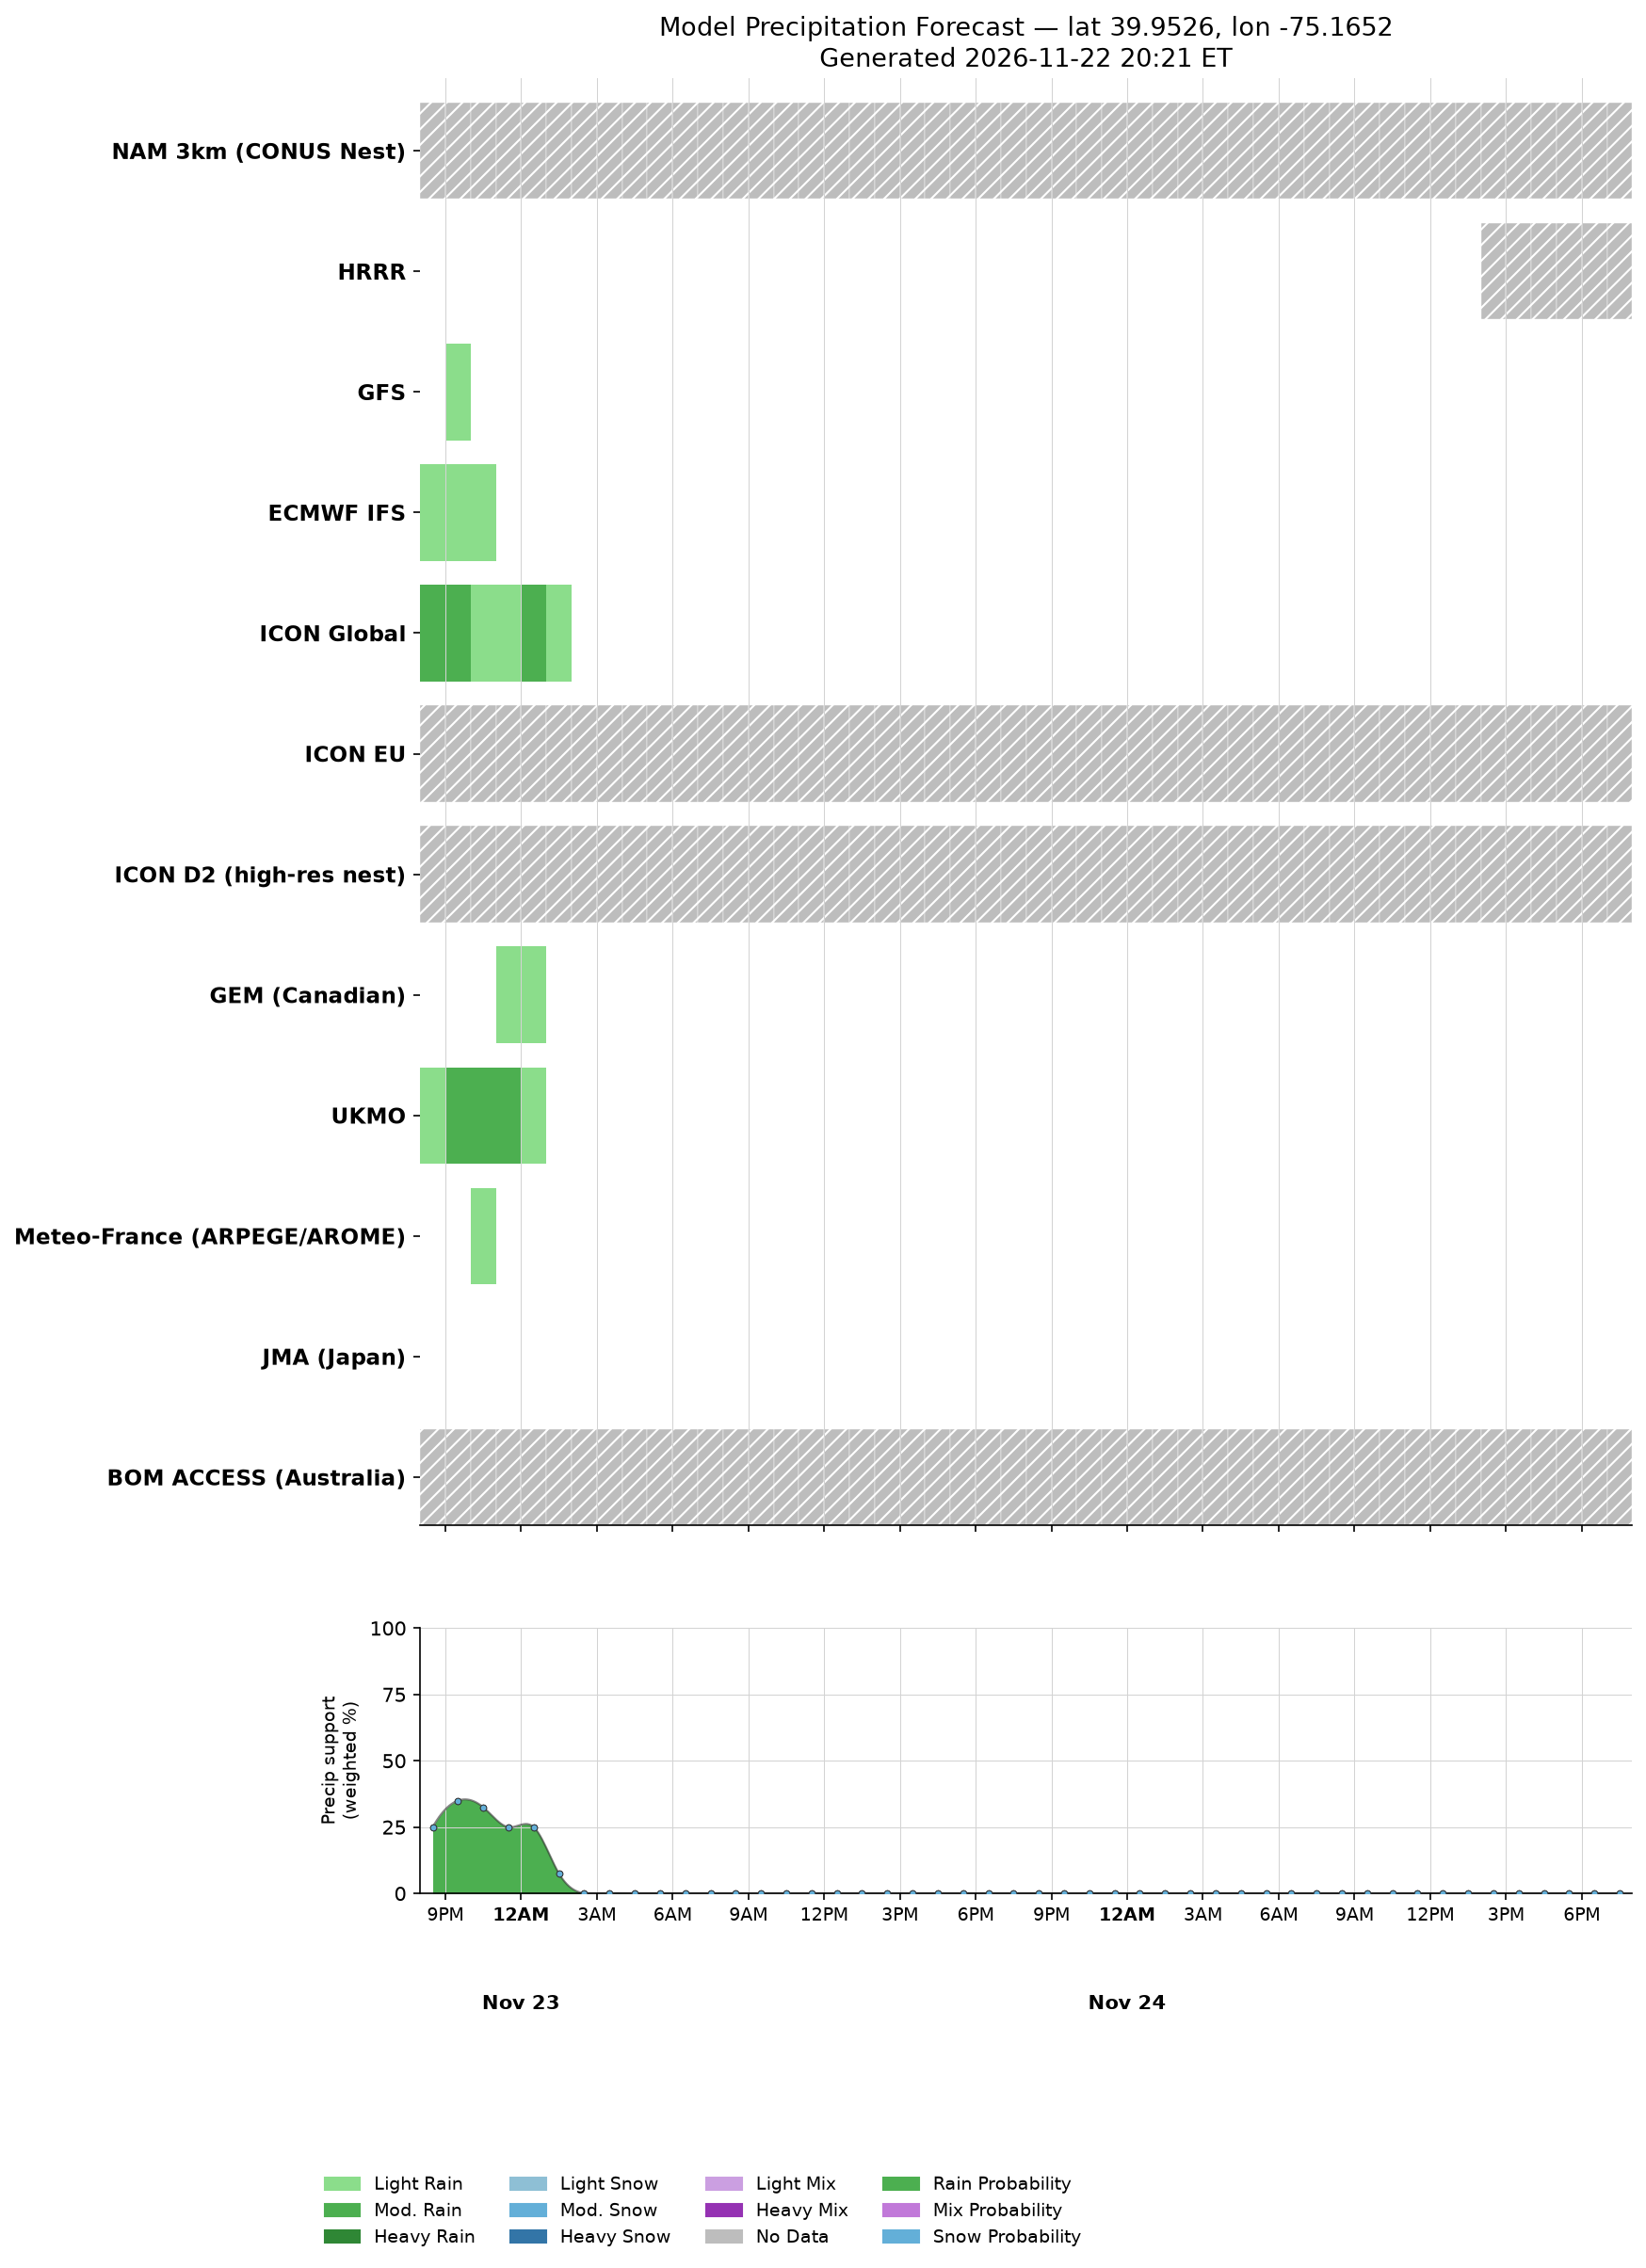 Model Precipitation Forecast — lat 39.9526, lon -75.1652
Generated 2026-11-22 20:21 ET
NAM 3km (CONUS Nest)
HRRR
GFS
ECMWF IFS
ICON Global
ICON EU
ICON D2 (high-res nest)
GEM (Canadian)
UKMO
Meteo-France (ARPEGE/AROME)
JMA (Japan)
BOM ACCESS (Australia)
Precip support
(weighted %)
100
75
50
25
0
9PM 12AM 3AM 6AM 9AM 12PM 3PM 6PM 9PM 12AM 3AM 6AM 9AM 12PM 3PM 6PM
Nov 23 Nov 24
Light Rain Light Snow Light Mix Rain Probability
Mod. Rain Mod. Snow Heavy Mix Mix Probability
Heavy Rain Heavy Snow No Data Snow Probability